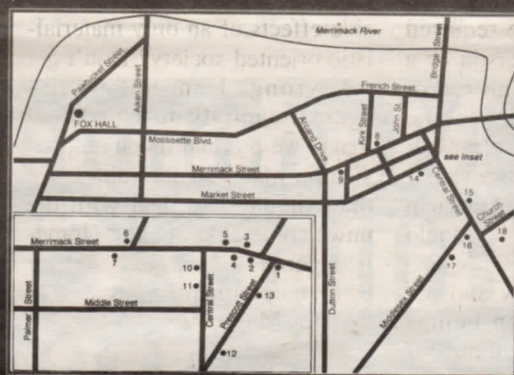 Merrimack River
Pawtucket Street
Aiken Street
Bridge Street
FOX HALL
French Street
Mossisette Blvd.
Arcand Drive
Kirk Street
John St.
8
Merrimack Street
9
see inset
14
Market Street
Central Street
15
Church Street
16
18
17
Dutton Street
Middlesex Street
Merrimack Street
6
5
3
7
4
2
1
10
11
13
Palmer Street
Middle Street
Central Street
Prescott Street
12